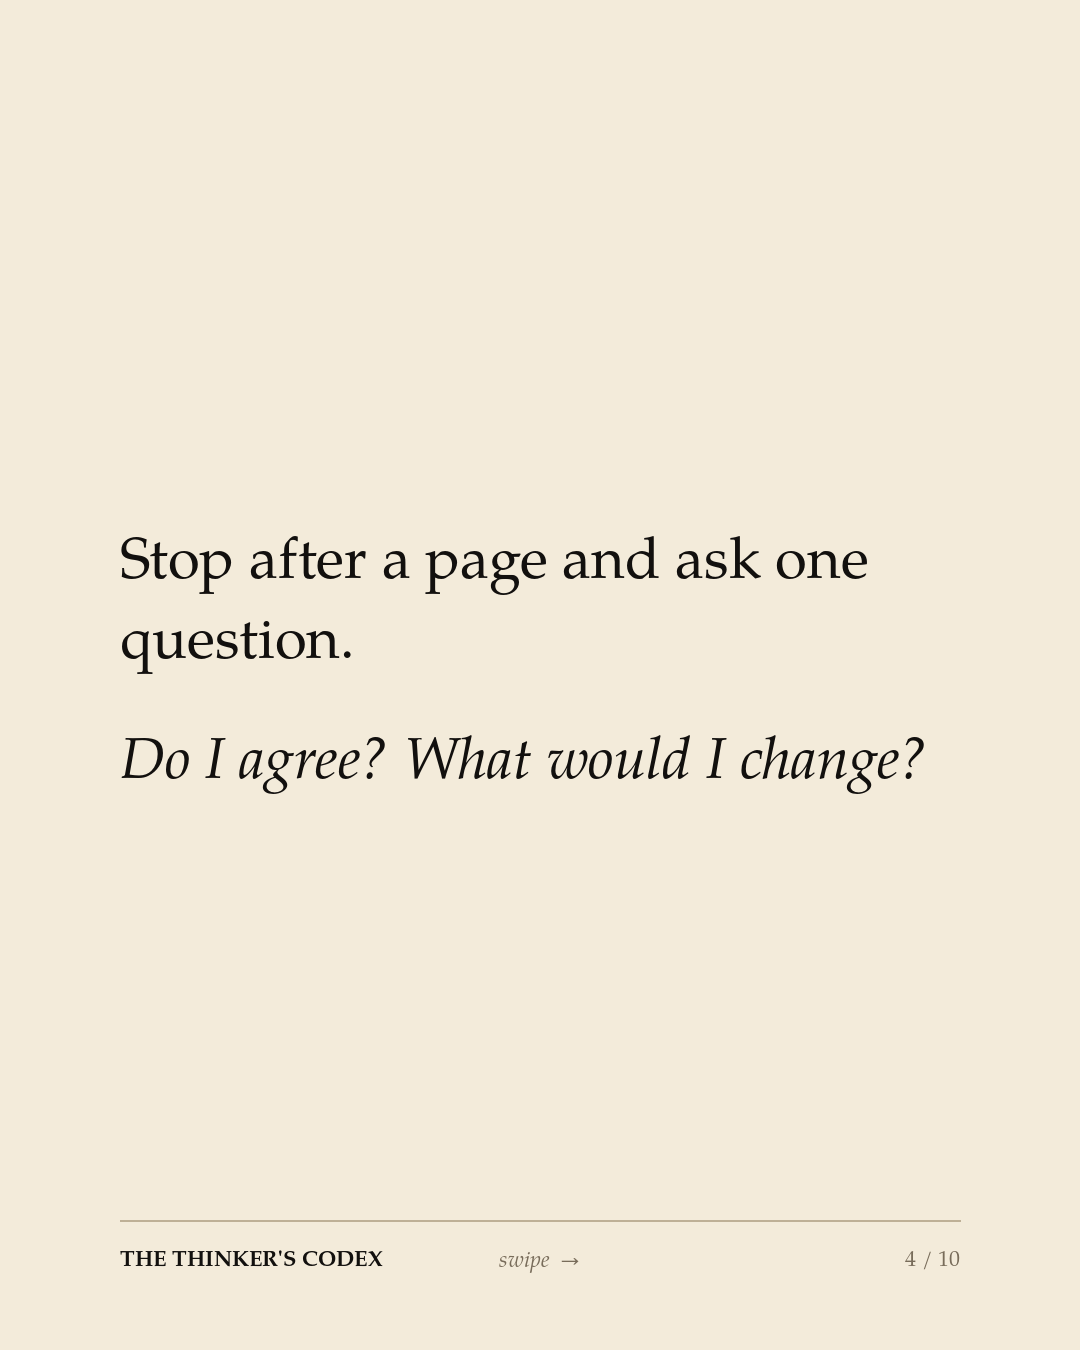 Stop after a page and ask one
question.
Do I agree? What would I change?
THE THINKER'S CODEX
swipe →
4 / 10